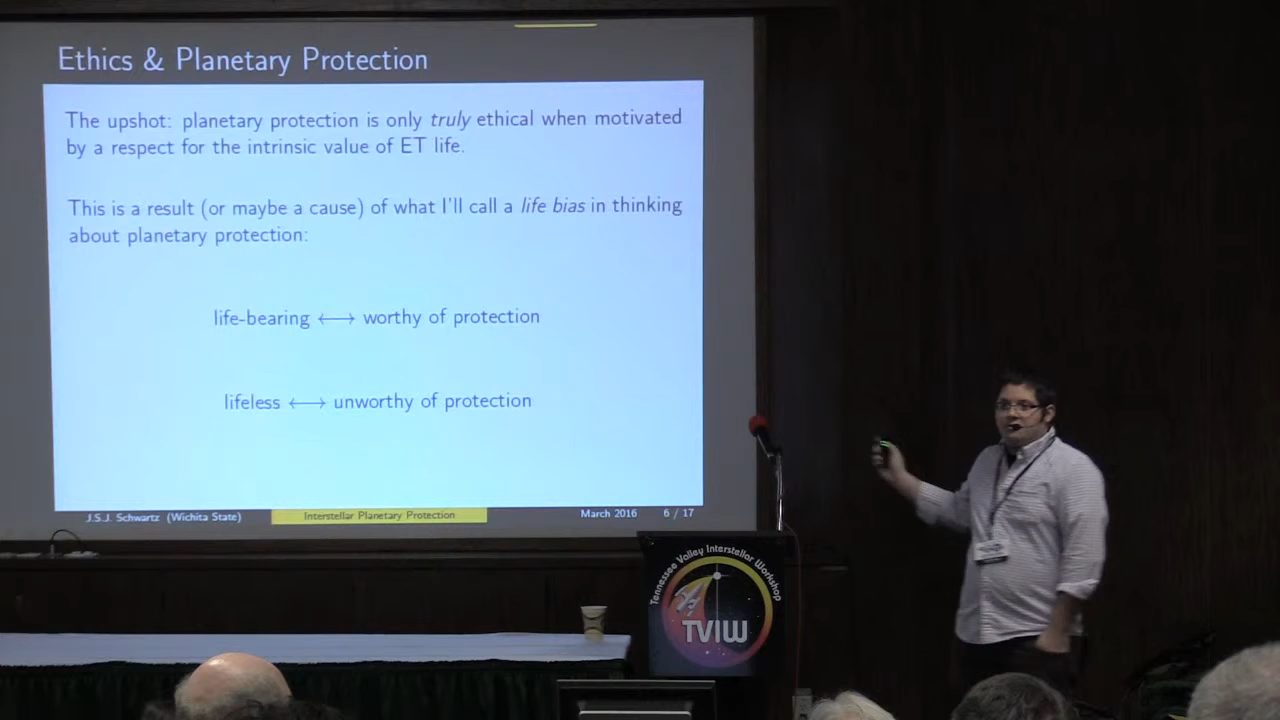 Ethics & Planetary Protection
The upshot: planetary protection is only truly ethical when motivated
by a respect for the intrinsic value of ET life.
This is a result (or maybe a cause) of what I'll call a life bias in thinking
about planetary protection:
life-bearing ⟷ worthy of protection
lifeless ⟷ unworthy of protection
J.S.J. Schwartz (Wichita State)
Interstellar Planetary Protection
March 2016
6 / 17
Tennessee Valley Interstellar Workshop
TVIW